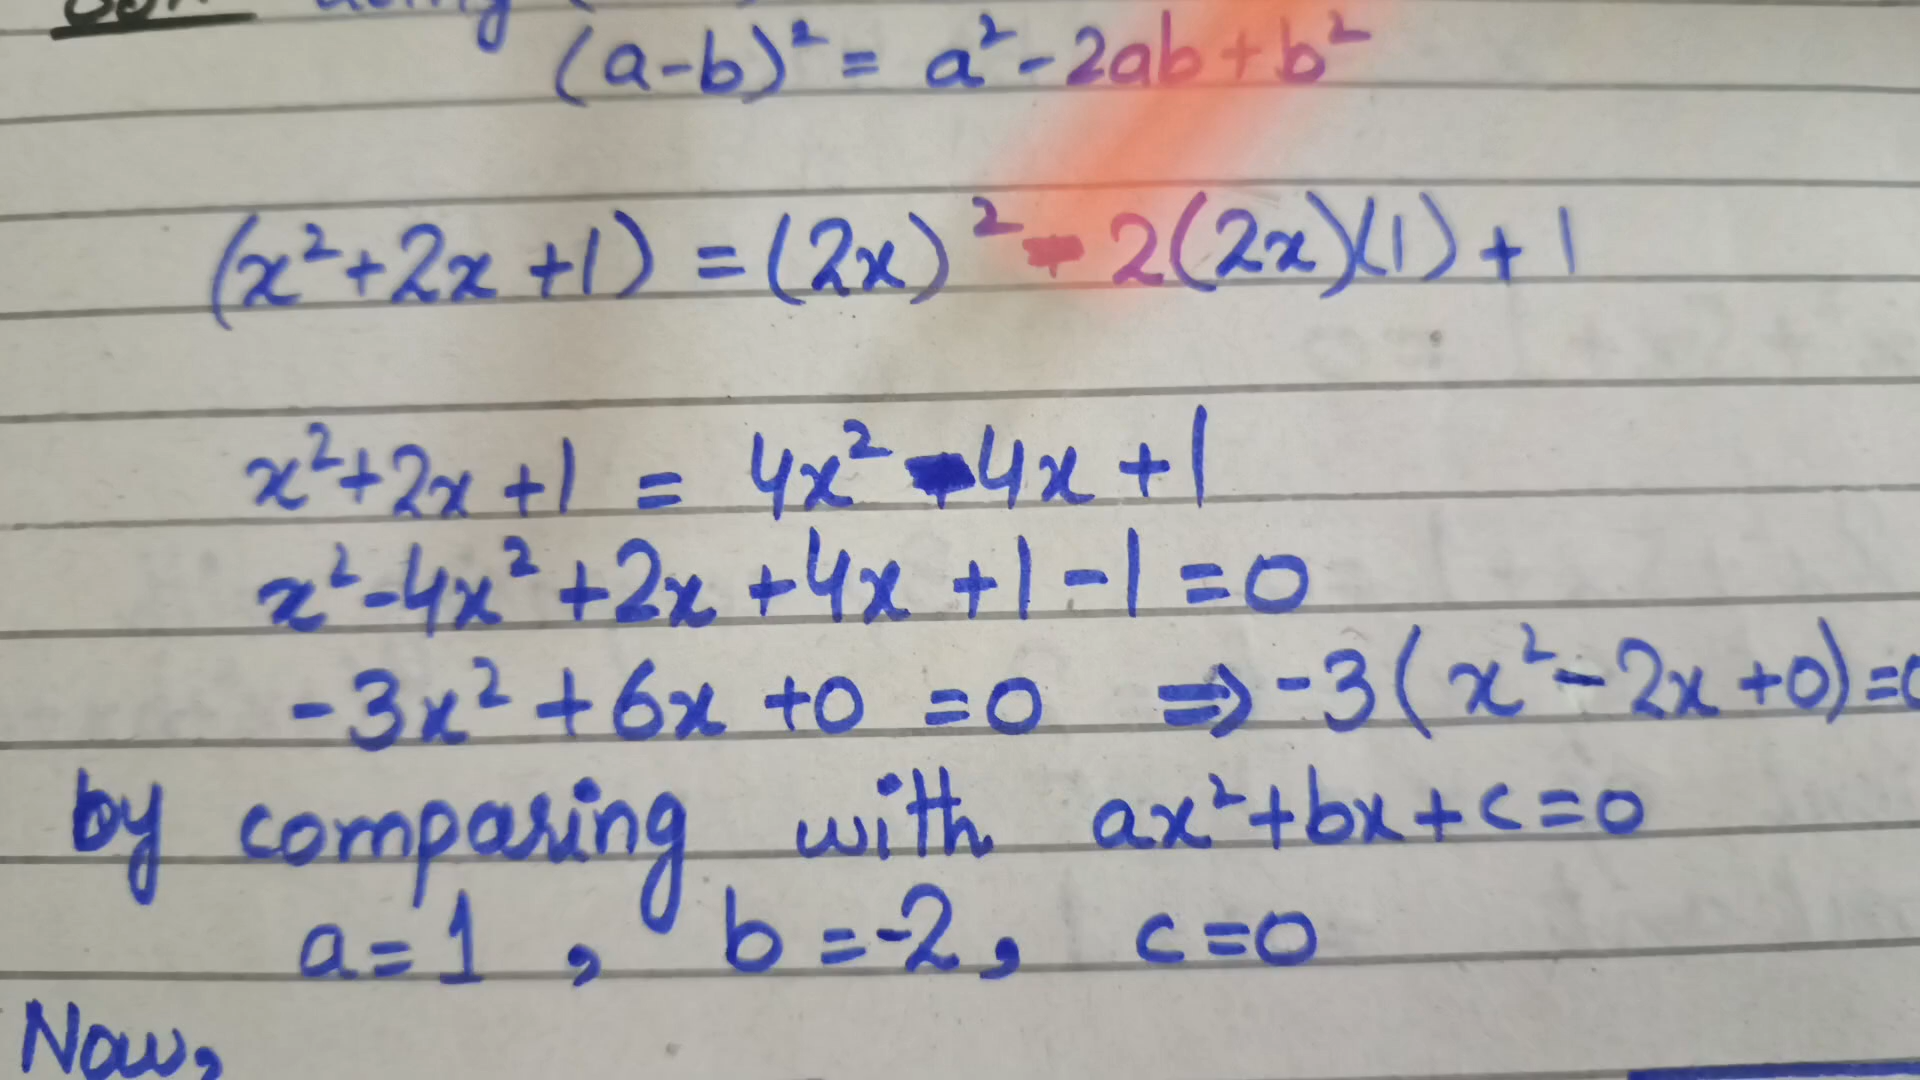 (a-b)² = a² - 2ab + b²
(x² + 2x + 1) = (2x)² - 2(2x)(1) + 1
x² + 2x + 1 = 4x² - 4x + 1
x² - 4x² + 2x + 4x + 1 - 1 = 0
-3x² + 6x + 0 = 0 ⇒ -3(x² - 2x + 0) = 0
by comparing with ax² + bx + c = 0
a = 1, b = -2, c = 0
Now,